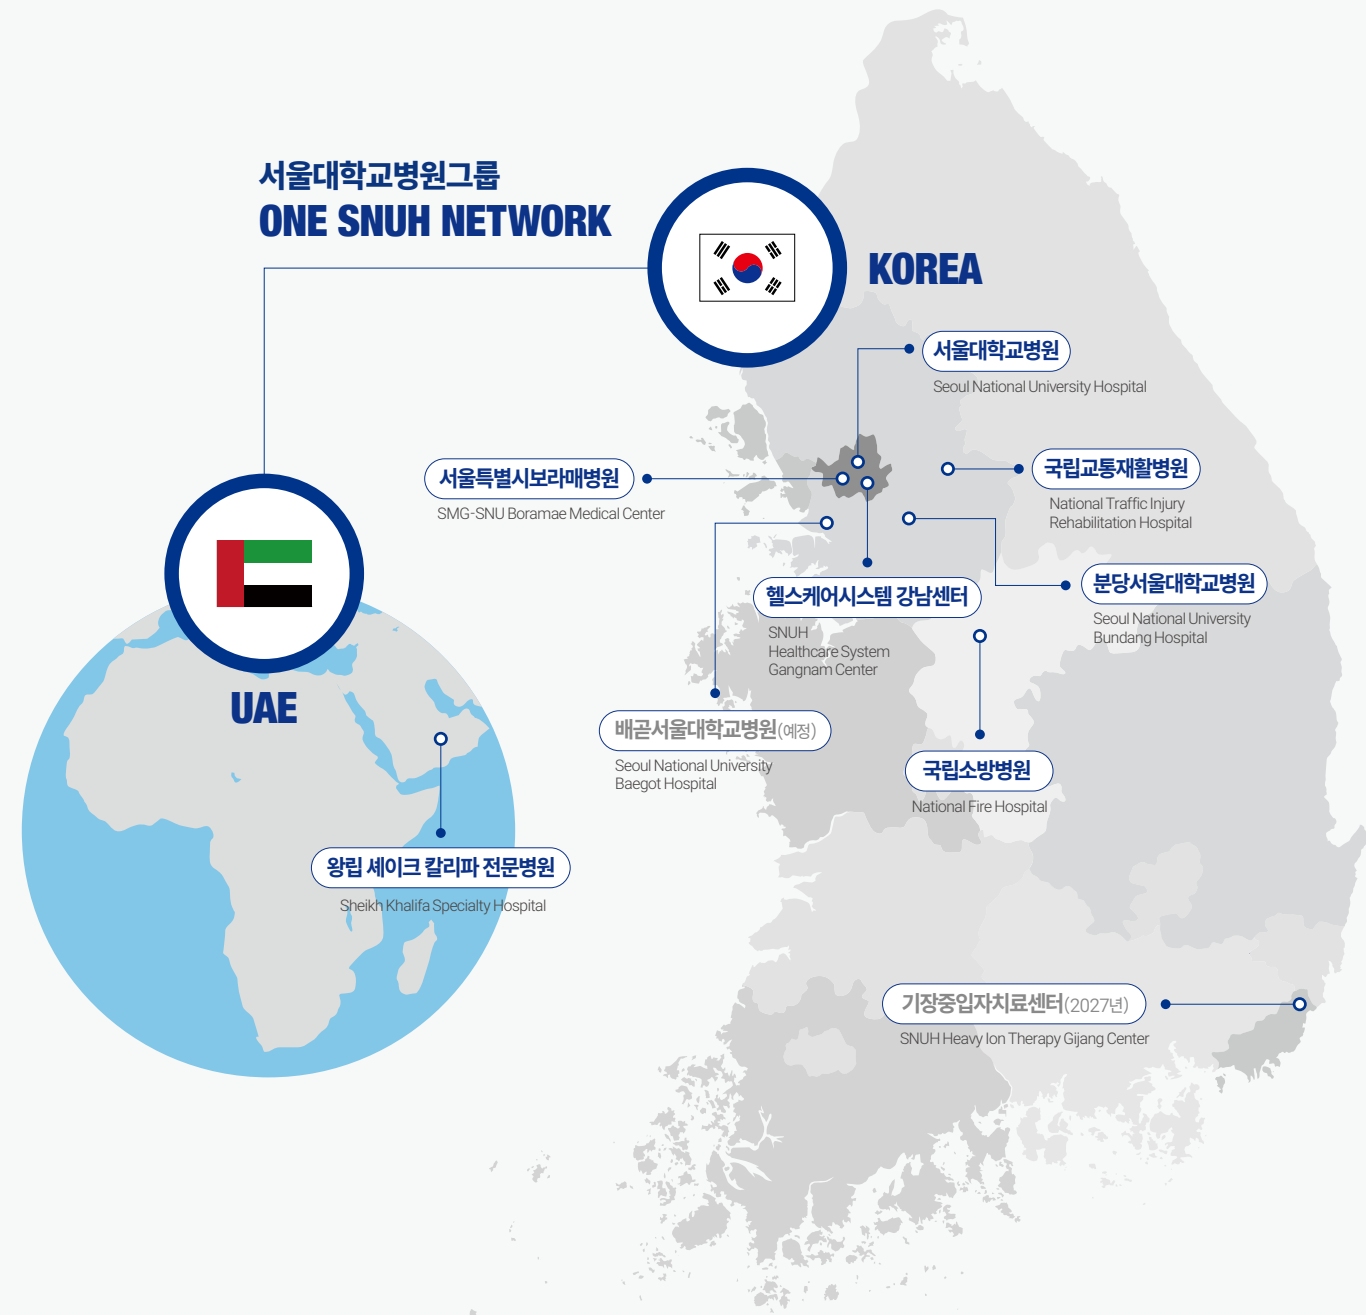 서울대학교병원그룹
ONE SNUH NETWORK
KOREA
서울대학교병원
Seoul National University Hospital
서울특별시보라매병원
SMG-SNU Boramae Medical Center
국립교통재활병원
National Traffic Injury
Rehabilitation Hospital
헬스케어시스템 강남센터
SNUH
Healthcare System
Gangnam Center
분당서울대학교병원
Seoul National University
Bundang Hospital
UAE
배곧서울대학교병원(예정)
Seoul National University
Baegot Hospital
국립소방병원
National Fire Hospital
왕립 셰이크 칼리파 전문병원
Sheikh Khalifa Specialty Hospital
기장중입자치료센터(2027년)
SNUH Heavy Ion Therapy Gijang Center